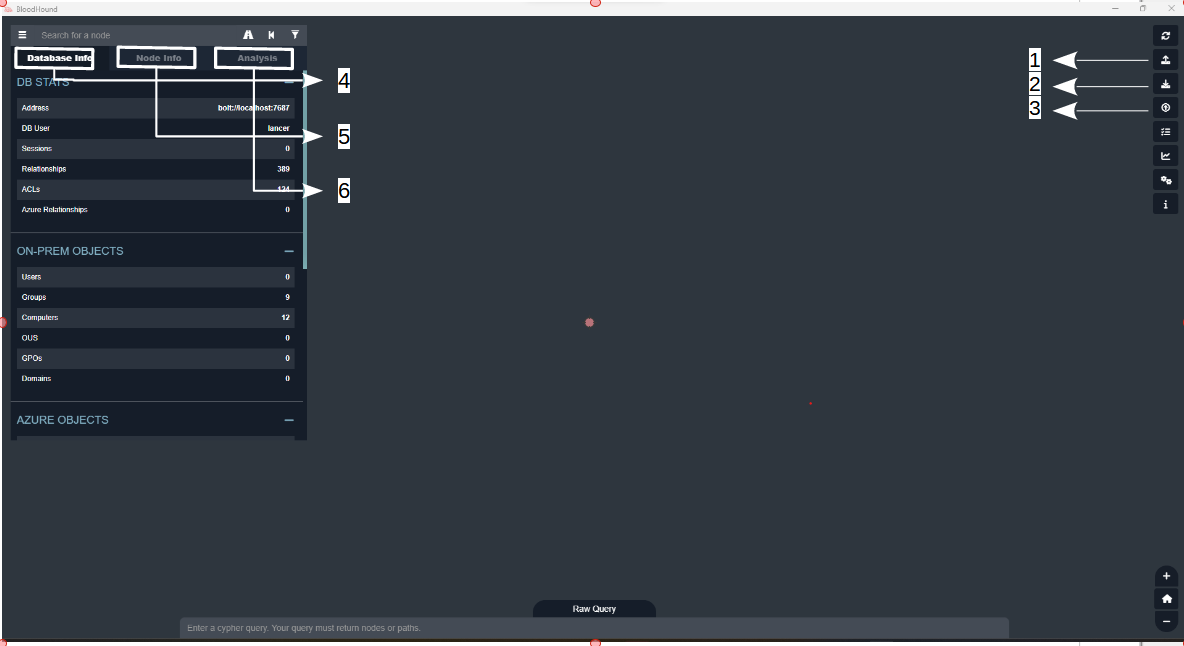 BloodHound
Search for a node
Database Info Node Info Analysis
DB STATS
Address bolt://localhost:7687
DB User lancer
Sessions 0
Relationships 389
ACLs 134
Azure Relationships 0
ON-PREM OBJECTS
Users 0
Groups 9
Computers 12
OUS 0
GPOs 0
Domains 0
AZURE OBJECTS
4
5
6
1
2
3
Raw Query
Enter a cypher query. Your query must return nodes or paths.